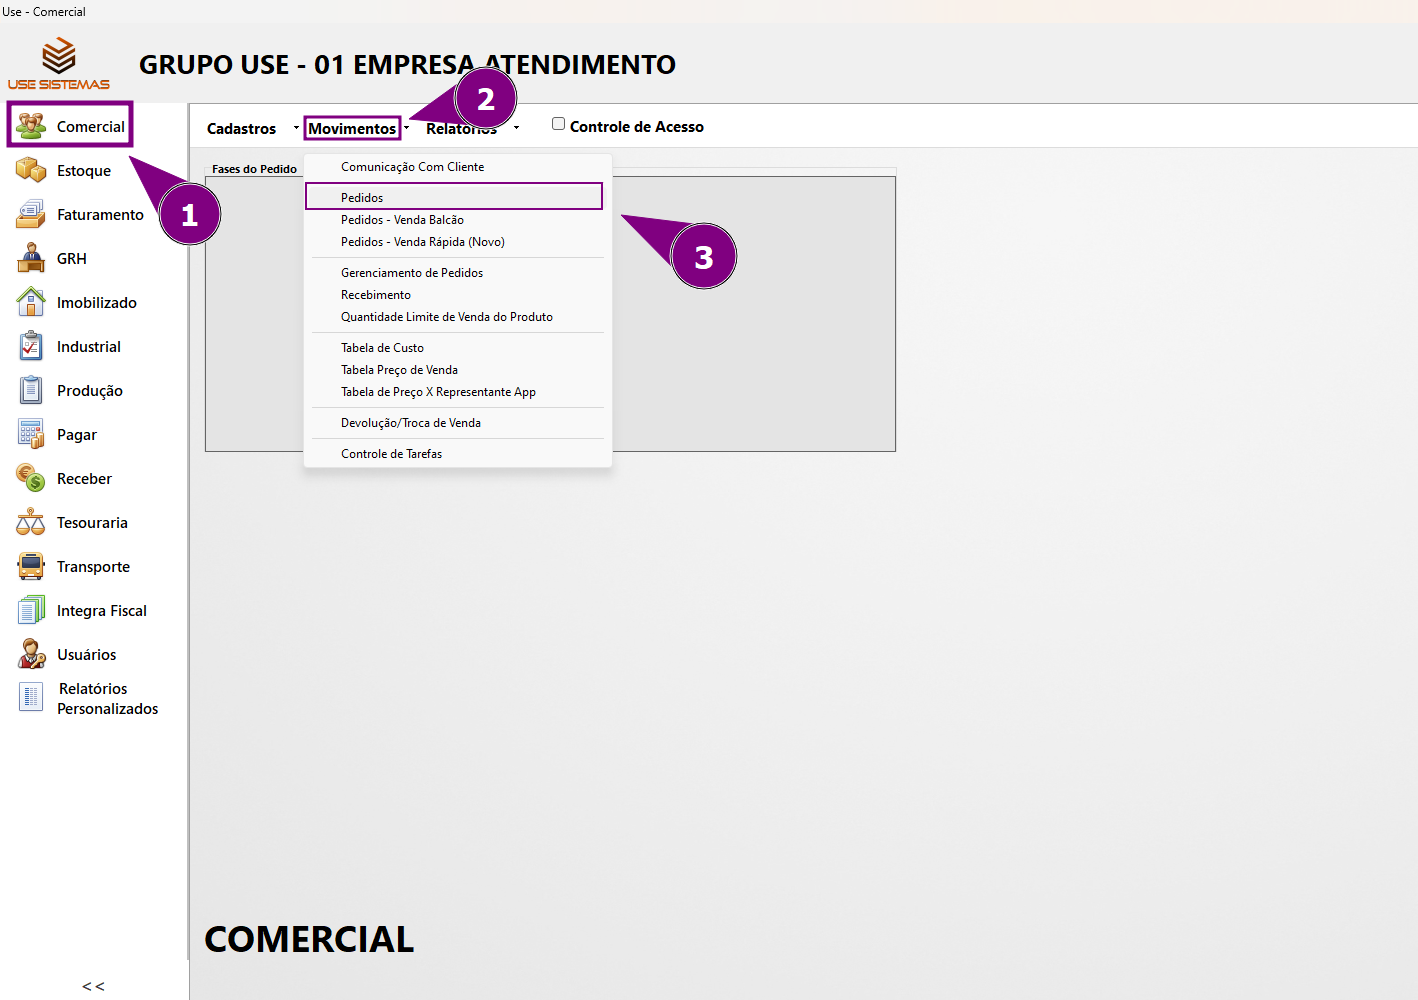 Use - Comercial
USE SISTEMAS
GRUPO USE - 01 EMPRESA ATENDIMENTO
Comercial
Estoque
Faturamento
GRH
Imobilizado
Industrial
Produção
Pagar
Receber
Tesouraria
Transporte
Integra Fiscal
Usuários
Relatórios
Personalizados
<<
1
Cadastros
Movimentos
Relatórios
Controle de Acesso
2
Fases do Pedido
Comunicação Com Cliente
Pedidos
Pedidos - Venda Balcão
Pedidos - Venda Rápida (Novo)
Gerenciamento de Pedidos
Recebimento
Quantidade Limite de Venda do Produto
Tabela de Custo
Tabela Preço de Venda
Tabela de Preço X Representante App
Devolução/Troca de Venda
Controle de Tarefas
3
COMERCIAL